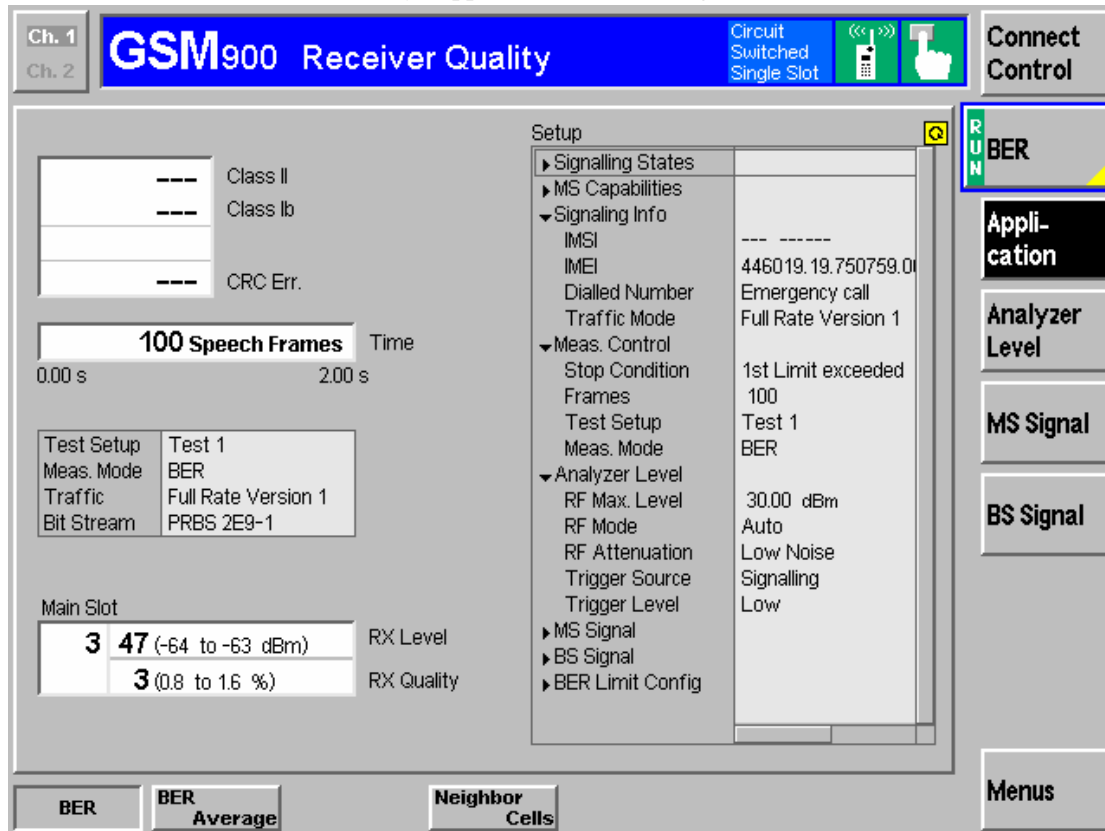 Ch. 1
Ch. 2
GSM900 Receiver Quality
Circuit
Switched
Single Slot
Connect
Control
--- Class II
--- Class Ib
--- CRC Err.
100 Speech Frames Time
0.00 s 2.00 s
Test Setup Test 1
Meas. Mode BER
Traffic Full Rate Version 1
Bit Stream PRBS 2E9-1
Main Slot
3 47 (-64 to -63 dBm) RX Level
3 (0.8 to 1.6 %) RX Quality
Setup
Signalling States
MS Capabilities
Signaling Info
IMSI --- ------
IMEI 446019.19.750759.0
Dialled Number Emergency call
Traffic Mode Full Rate Version 1
Meas. Control
Stop Condition 1st Limit exceeded
Frames 100
Test Setup Test 1
Meas. Mode BER
Analyzer Level
RF Max. Level 30.00 dBm
RF Mode Auto
RF Attenuation Low Noise
Trigger Source Signalling
Trigger Level Low
MS Signal
BS Signal
BER Limit Config
RUN
BER
Appli-
cation
Analyzer
Level
MS Signal
BS Signal
Menus
BER
BER
Average
Neighbor
Cells